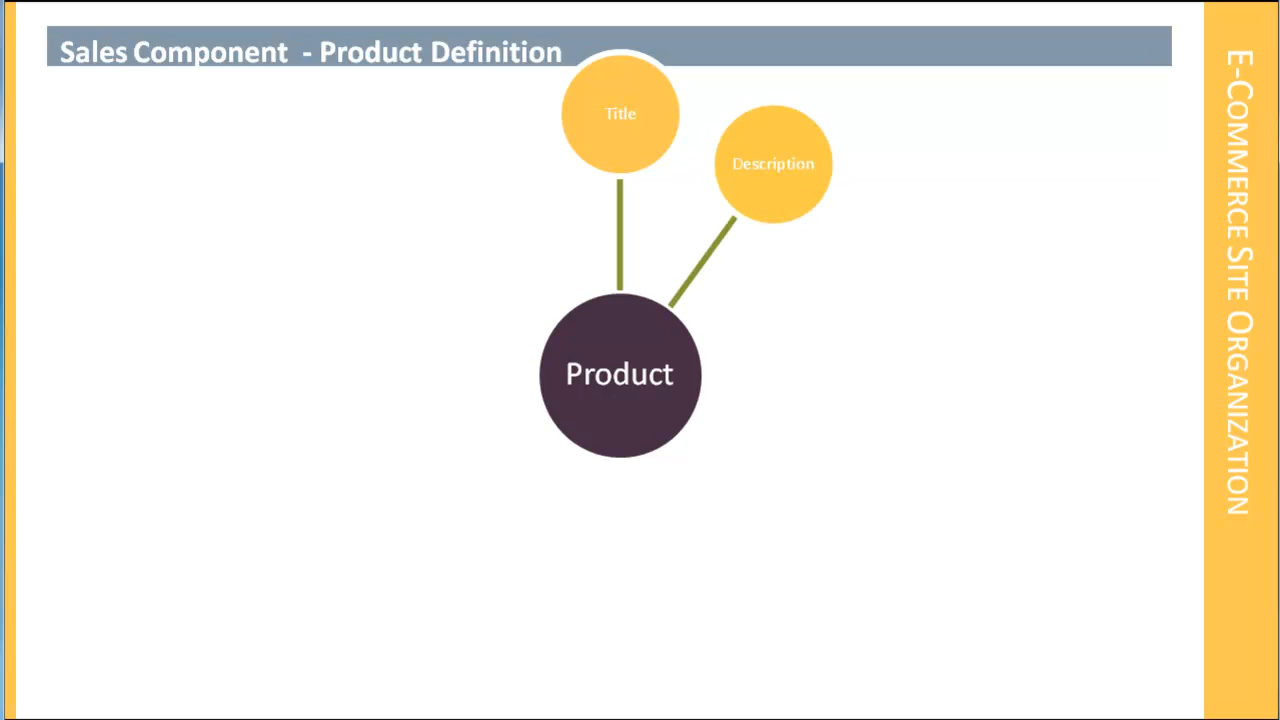 Sales Component  - Product Definition
Title
Description
Product
E-Commerce Site Organization